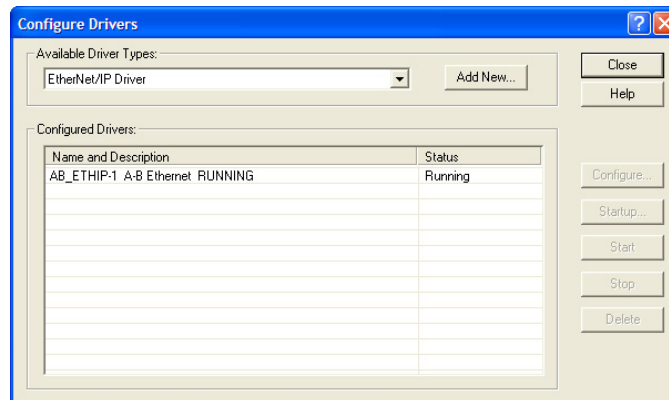 Configure Drivers
Available Driver Types:
EtherNet/IP Driver
Add New...
Close
Help
Configured Drivers:
Name and Description Status
AB_ETHIP-1 A-B Ethernet RUNNING Running
Configure...
Startup...
Start
Stop
Delete